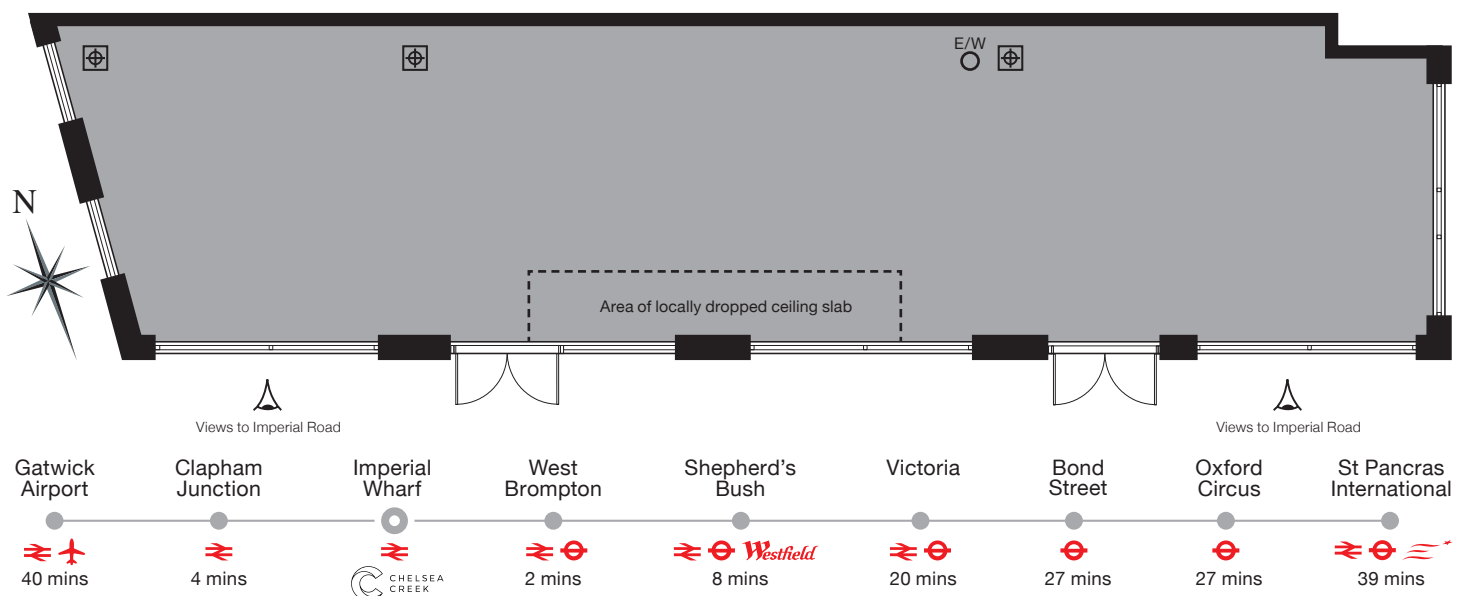 E/W
N
Area of locally dropped ceiling slab
Views to Imperial Road
Views to Imperial Road
Gatwick
Airport
Clapham
Junction
Imperial
Wharf
West
Brompton
Shepherd's
Bush
Victoria
Bond
Street
Oxford
Circus
St Pancras
International
Westfield
40 mins
4 mins
CHELSEA
CREEK
2 mins
8 mins
20 mins
27 mins
27 mins
39 mins